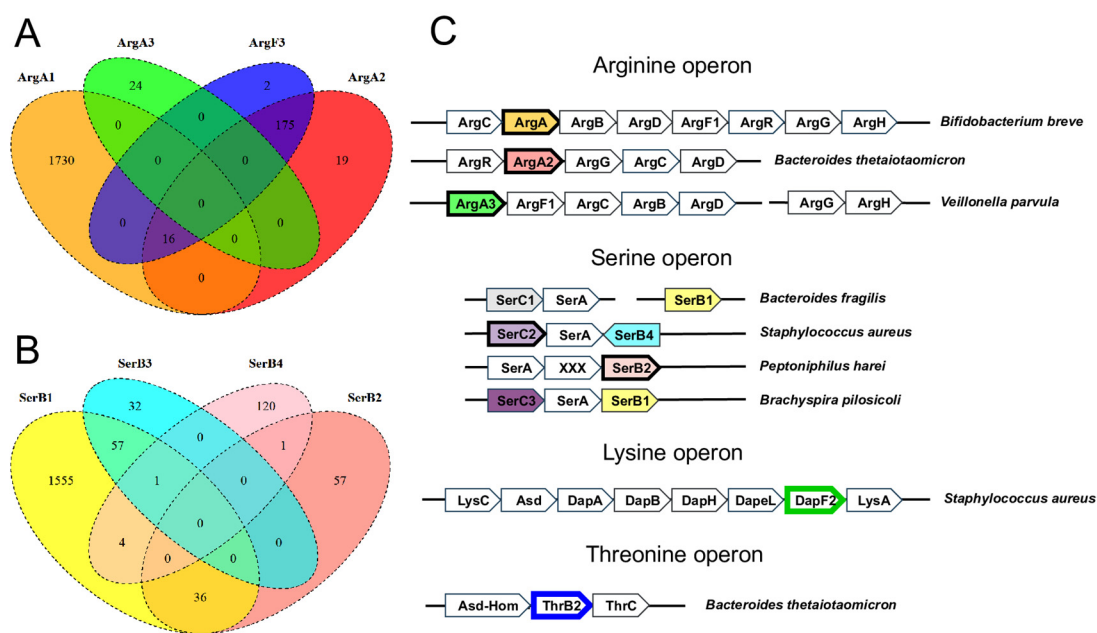 A
ArgA1
ArgA3
ArgF3
ArgA2
24
2
0
0
175
1730
0
0
19
0
0
0
16
0
0
B
SerB1
SerB3
SerB4
SerB2
32
120
57
0
1
1555
1
0
57
0
4
0
0
0
36
C
Arginine operon
ArgC ArgA ArgB ArgD ArgF1 ArgR ArgG ArgH Bifidobacterium breve
ArgR ArgA2 ArgG ArgC ArgD Bacteroides thetaiotaomicron
ArgA3 ArgF1 ArgC ArgB ArgD ArgG ArgH Veillonella parvula
Serine operon
SerC1 SerA SerB1 Bacteroides fragilis
SerC2 SerA SerB4 Staphylococcus aureus
SerA XXX SerB2 Peptoniphilus harei
SerC3 SerA SerB1 Brachyspira pilosicoli
Lysine operon
LysC Asd DapA DapB DapH DapeL DapF2 LysA Staphylococcus aureus
Threonine operon
Asd-Hom ThrB2 ThrC Bacteroides thetaiotaomicron